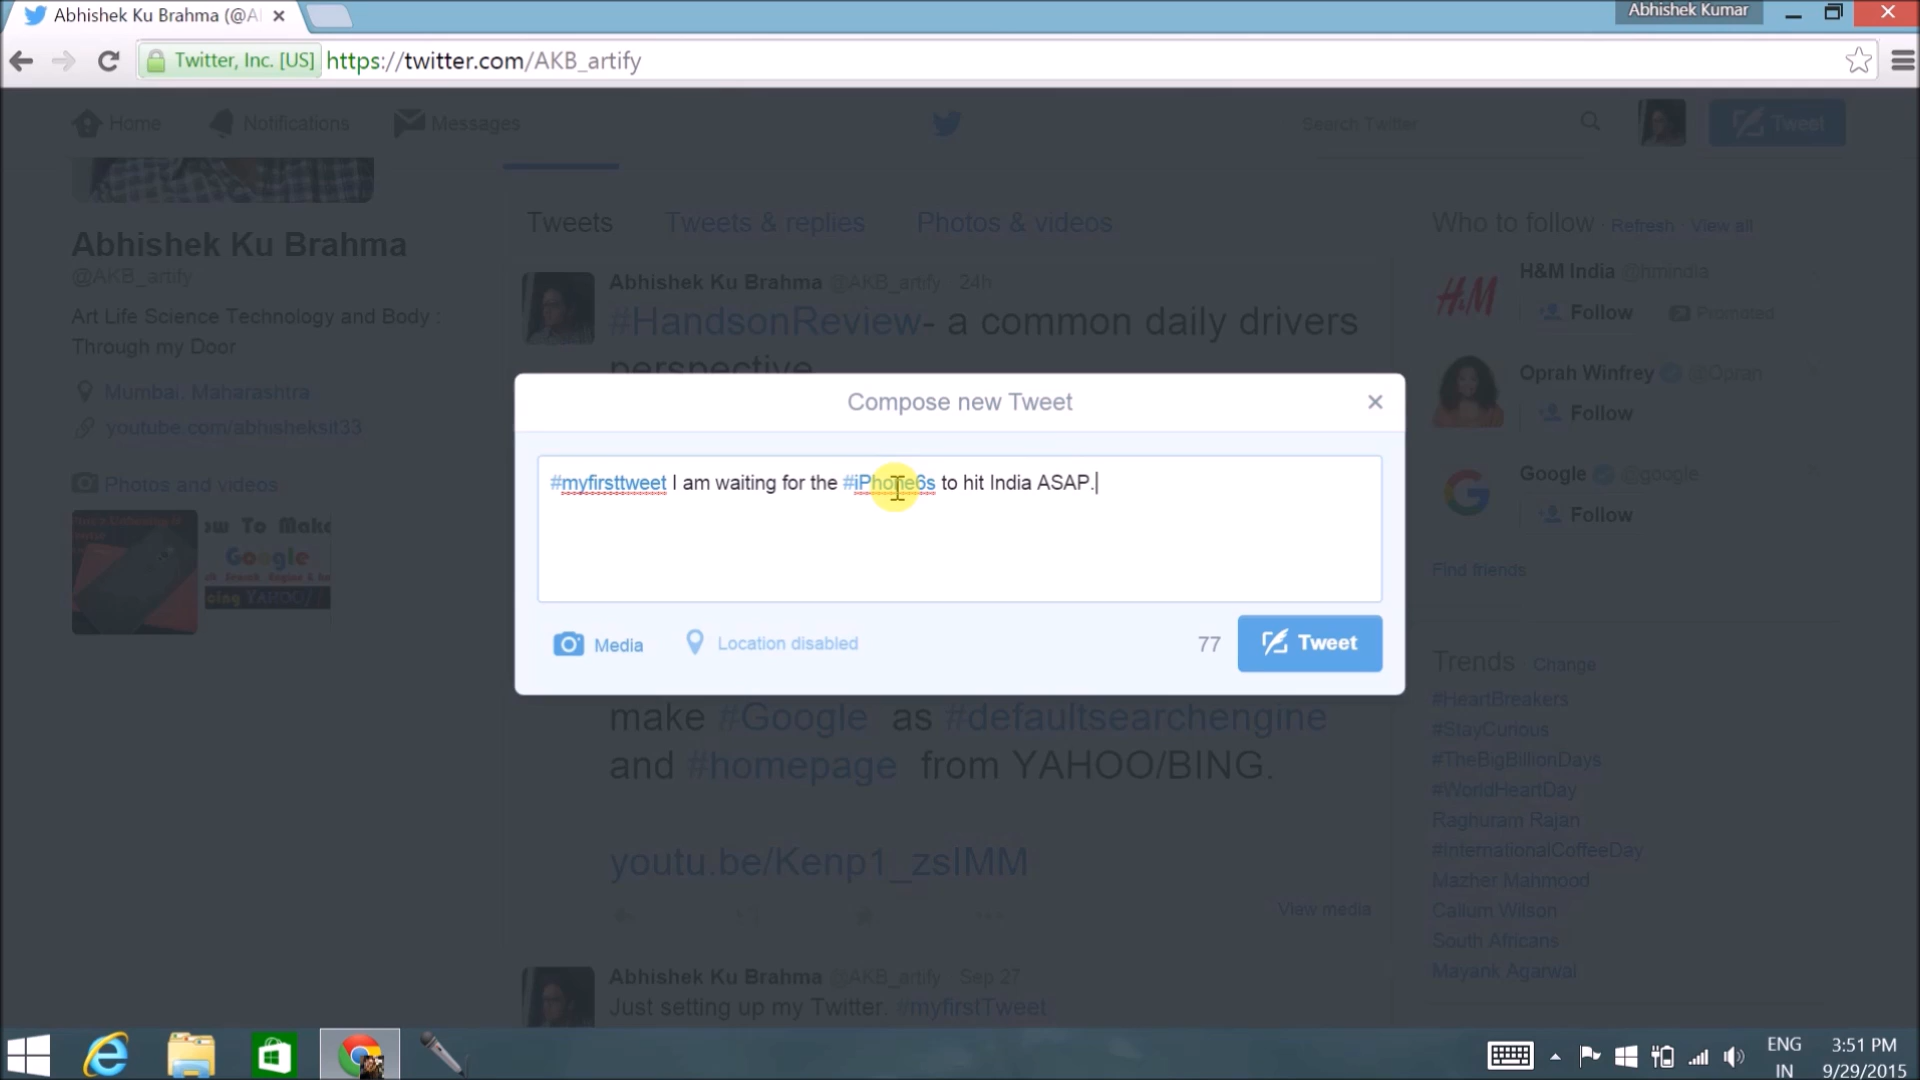 Abhishek Ku Brahma (@A
Abhishek Kumar
Twitter, Inc. [US] https://twitter.com/AKB_artify
Home Notifications Messages
Search Twitter
Tweet
Tweets Tweets & replies Photos & videos
Who to follow · Refresh · View all
Abhishek Ku Brahma
@AKB_artify
Art Life Science Technology and Body :
Through my Door
Mumbai, Maharashtra
youtube.com/abhisheksit33
Photos and videos
ow To Make
Google
oing YAHOO/
Abhishek Ku Brahma @AKB_artify · 24h
#HandsonReview- a common daily drivers
perspective
Compose new Tweet
#myfirsttweet I am waiting for the #iPhone6s to hit India ASAP.
Media Location disabled 77 Tweet
make #Google as #defaultsearchengine
and #homepage from YAHOO/BING.
youtu.be/Kenp1_zsIMM
View media
Abhishek Ku Brahma @AKB_artify · Sep 27
Just setting up my Twitter. #myfirstTweet
H&M
H&M India @hmindia
Follow Promoted
Oprah Winfrey @Oprah
Follow
Google @google
Follow
Find friends
Trends · Change
#HeartBreakers
#StayCurious
#TheBigBillionDays
#WorldHeartDay
Raghuram Rajan
#InternationalCoffeeDay
Mazher Mahmood
Callum Wilson
South Africans
Mayank Agarwal
ENG
IN
3:51 PM
9/29/2015